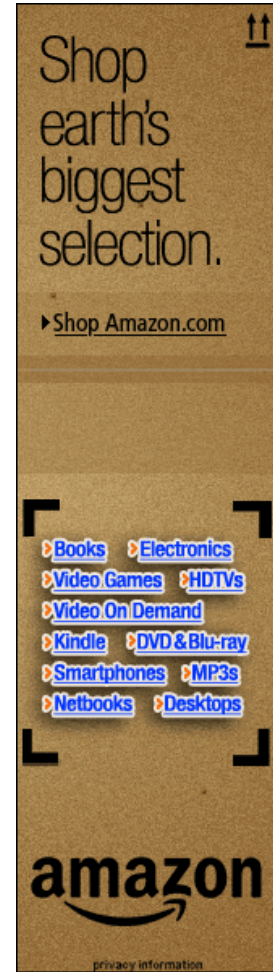 Shop
earth's
biggest
selection.
Shop Amazon.com
Books Electronics
Video Games HDTVs
Video On Demand
Kindle DVD & Blu-ray
Smartphones MP3s
Netbooks Desktops
amazon
privacy information